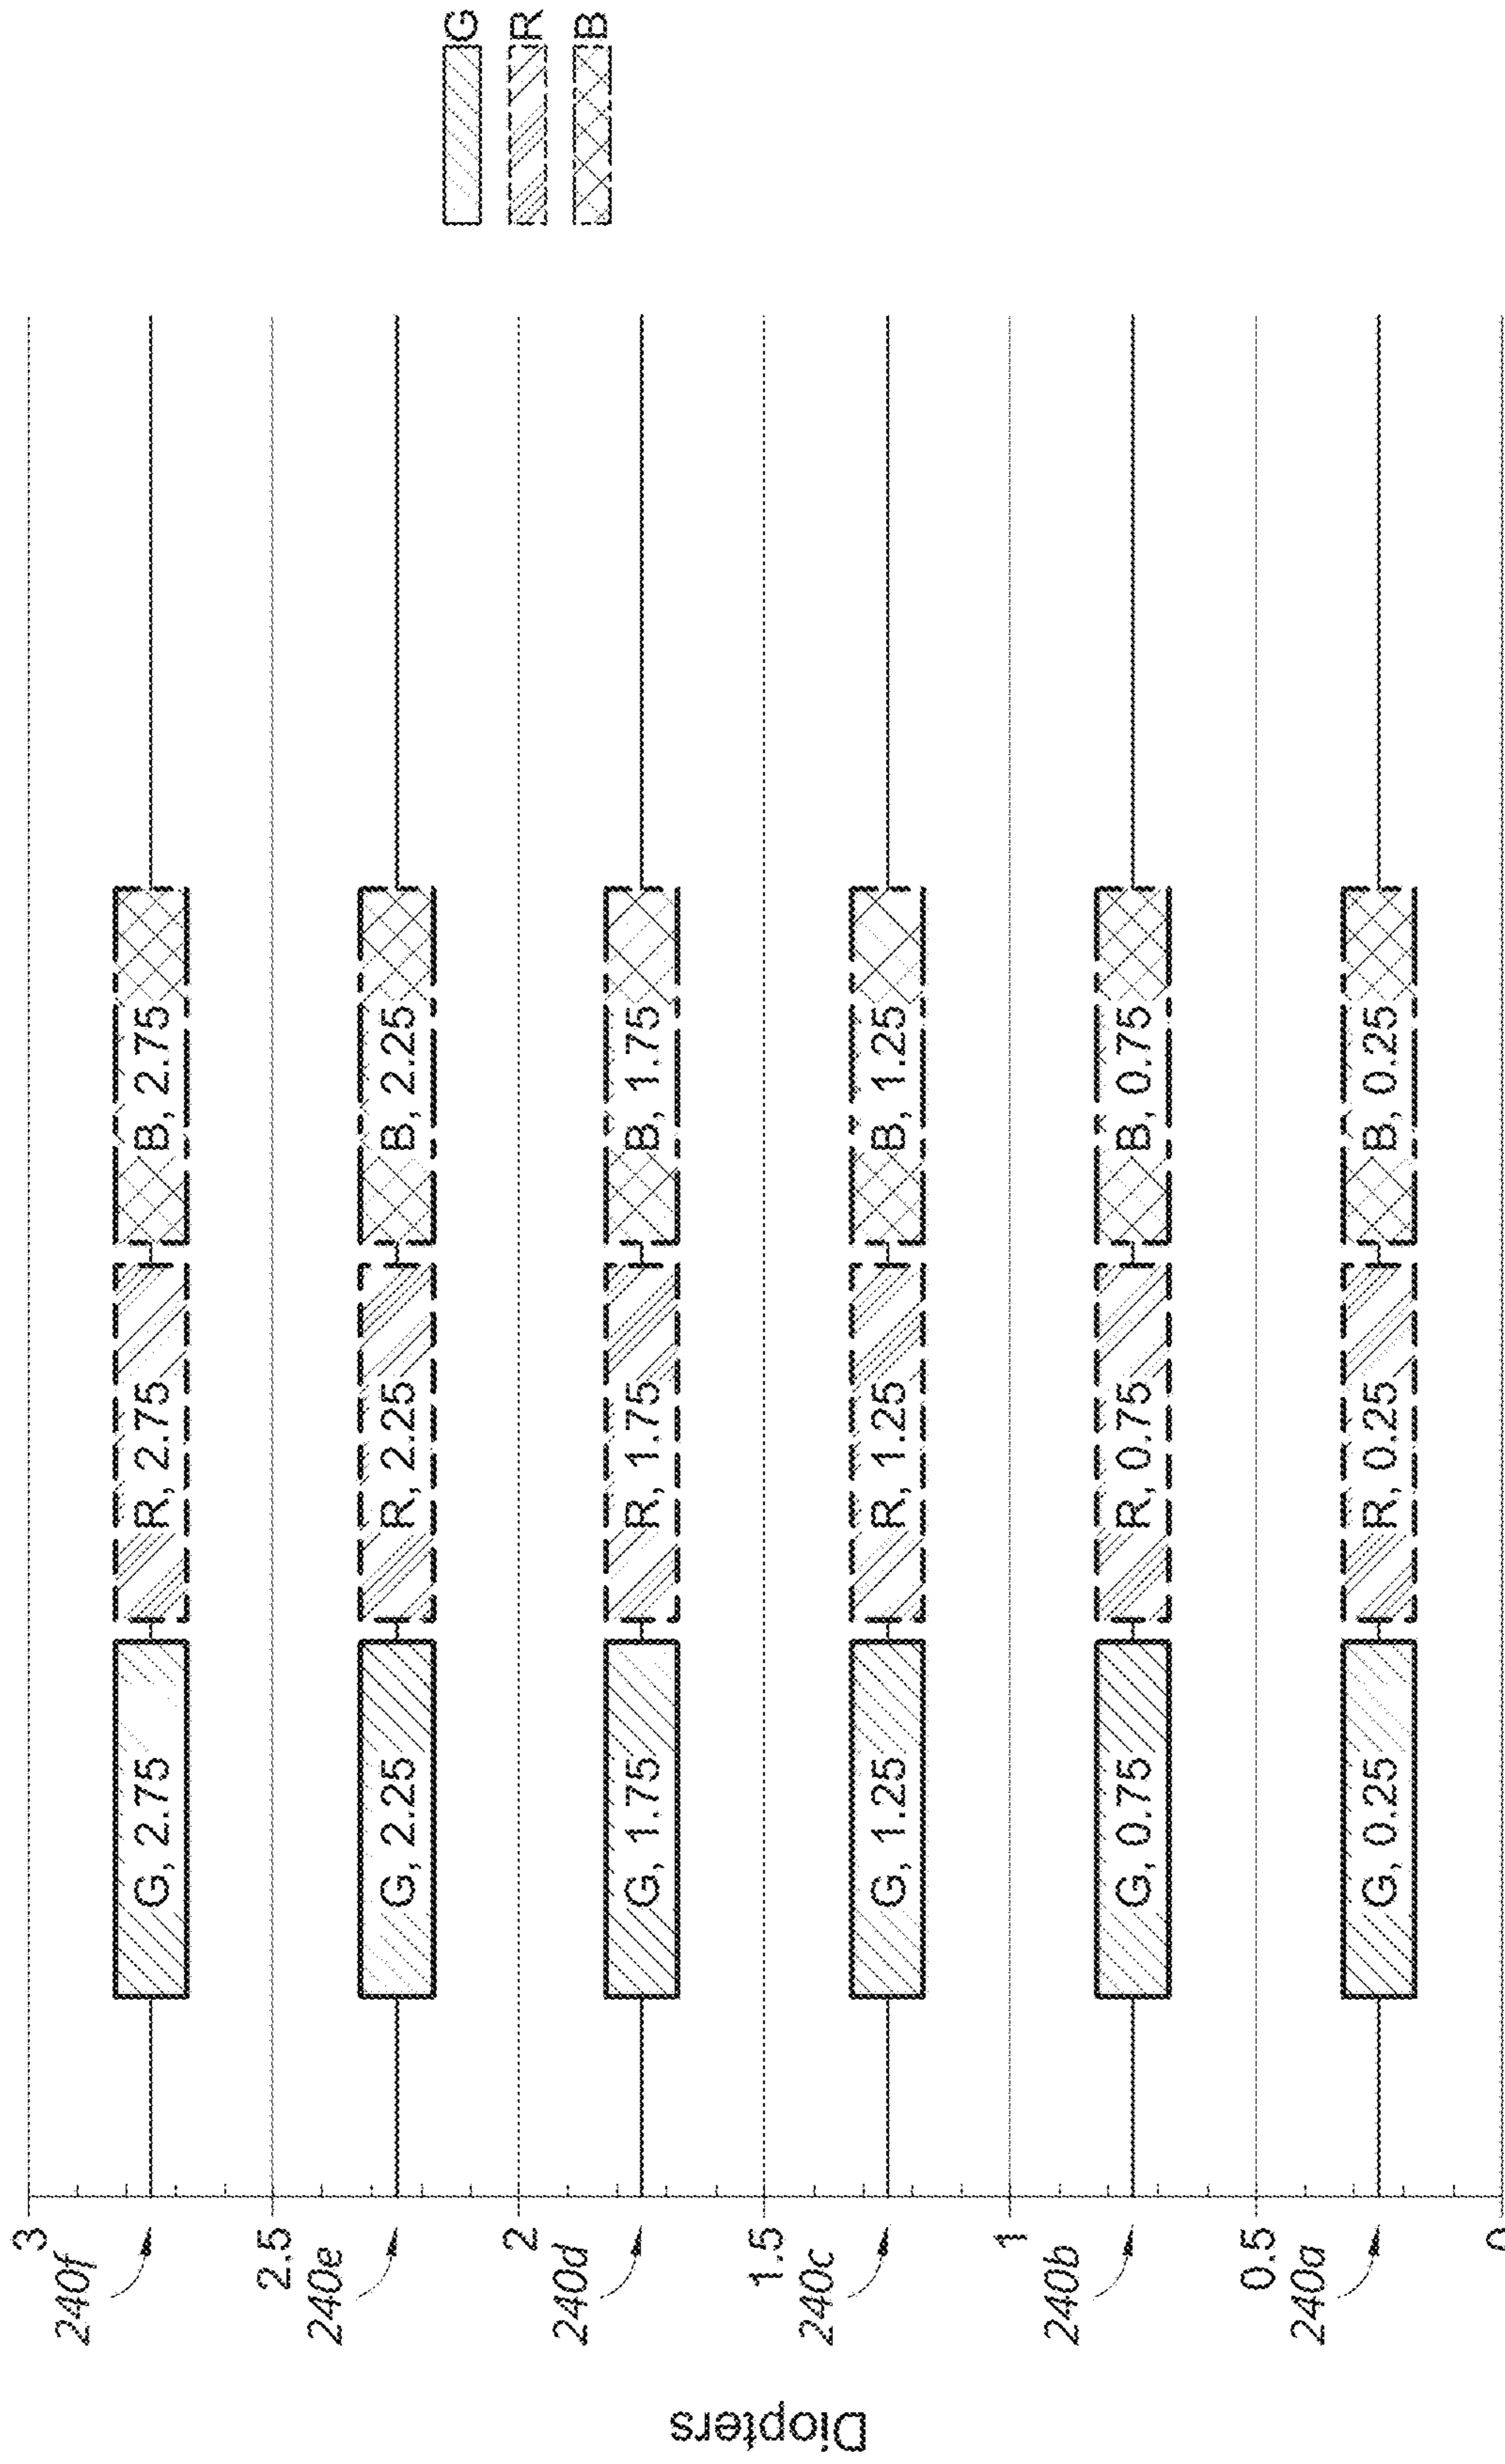 3
240f
G, 2.75 R, 2.75 B, 2.75
2.5
240e
G, 2.25 R, 2.25 B, 2.25
2
240d
G, 1.75 R, 1.75 B, 1.75
1.5
240c
G, 1.25 R, 1.25 B, 1.25
1
240b
G, 0.75 R, 0.75 B, 0.75
0.5
240a
G, 0.25 R, 0.25 B, 0.25
0
Diopters
G
R
B